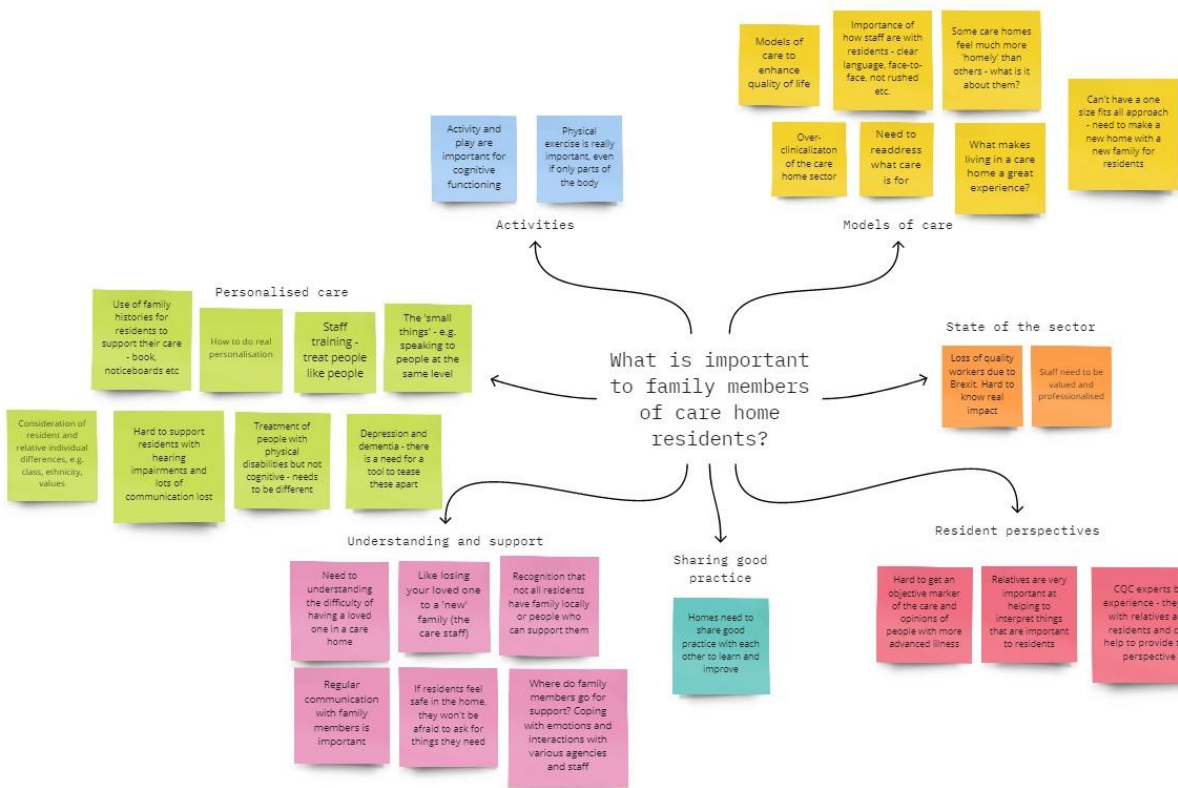 Models of
care to
enhance
quality of life
Importance of
how staff are with
residents - clear
language, face-to-
face, not rushed
etc.
Some care homes
feel much more
'homely' than
others - what is it
about them?
Can't have a one
size fits all approach
- need to make a
new home with a
new family for
residents
Over-
clinicalizaton
of the care
home sector
Need to
readdress
what care
is for
What makes
living in a care
home a great
experience?
Models of care
Activity and
play are
important for
cognitive
functioning
Physical
exercise is really
important, even
if only parts of
the body
Activities
Personalised care
Use of family
histories for
residents to
support their care
- book,
noticeboards etc
How to do real
personalisation
Staff
training -
treat people
like people
The 'small
things' - e.g.
speaking to
people at the
same level
Consideration of
resident and
relative individual
differences, e.g.
class, ethnicity,
values
Hard to support
residents with
hearing
impairments and
lots of
communication lost
Treatment of
people with
physical
disabilities but not
cognitive - needs
to be different
Depression and
dementia - there
is a need for a
tool to tease
these apart
What is important
to family members
of care home
residents?
State of the sector
Loss of quality
workers due to
Brexit. Hard to
know real
impact
Staff need to be
valued and
professionalised
Understanding and support
Need to
understanding
the difficulty of
having a loved
one in a care
home
Like losing
your loved one
to a 'new'
family (the
care staff)
Recognition that
not all residents
have family locally
or people who
can support them
Regular
communication
with family
members is
important
If residents feel
safe in the home,
they won't be
afraid to ask for
things they need
Where do family
members go for
support? Coping
with emotions and
interactions with
various agencies
and staff
Sharing good
practice
Homes need to
share good
practice with each
other to learn and
improve
Resident perspectives
Hard to get an
objective marker
of the care and
opinions of
people with more
advanced illness
Relatives are very
important at
helping to
interpret things
that are important
to residents
CQC experts
experience - they
with relatives
residents and
help to provide
perspective